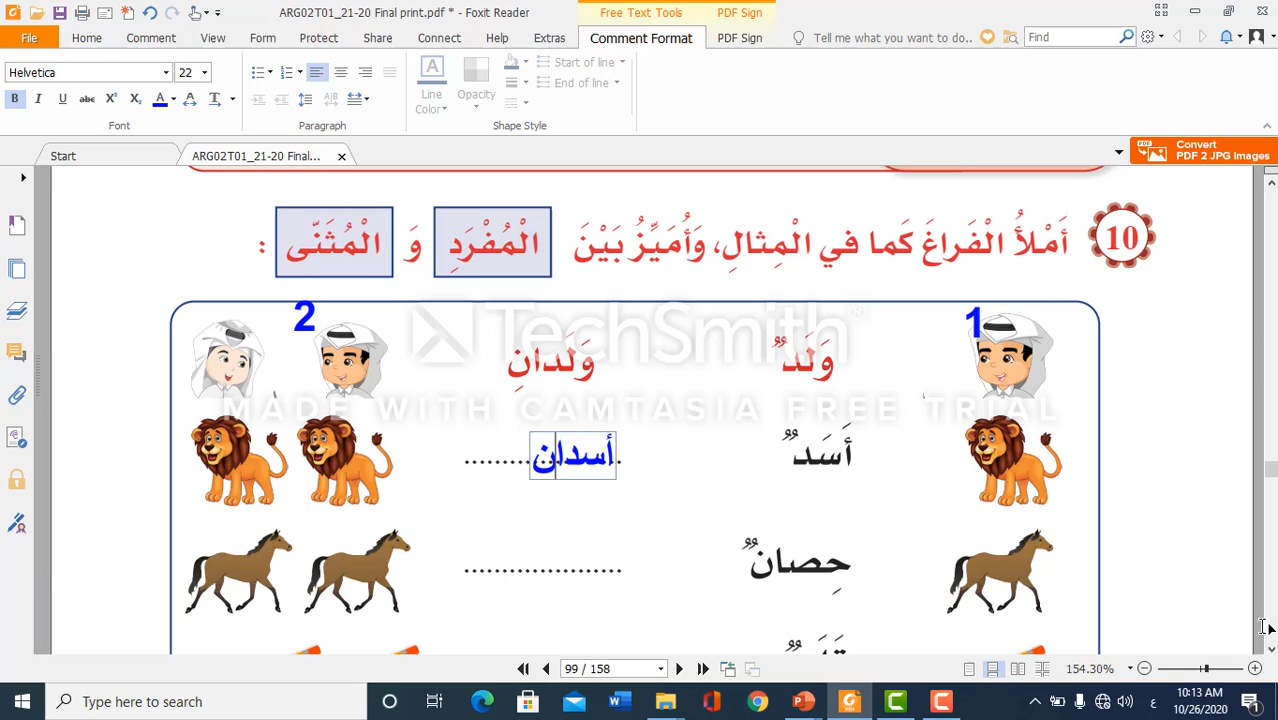 ARG02T01_21-20 Final print.pdf * - Foxit Reader
Free Text Tools
PDF Sign
File
Home
Comment
View
Form
Protect
Share
Connect
Help
Extras
Comment Format
PDF Sign
Tell me what you want to do..
Find
Helvetica
22
B I U abc X² X₂ A
Font
Paragraph
Line Color
Opacity
Start of line
End of line
Shape Style
Start
ARG02T01_21-20 Final...
Convert
PDF 2 JPG Images
10 أَمْلأُ الْفَراغَ كَما في الْمِثالِ، وَأُمَيِّزُ بَيْنَ الْمُفْرَدِ وَ الْمُثَنّى :
1
2
وَلَدٌ
وَلَدانِ
TechSmith®
MADE WITH CAMTASIA FREE TRIAL
أَسَدٌ
أسدان
حِصانٌ
....................
99 / 158
154.30%
Type here to search
ع
10:13 AM
10/26/2020